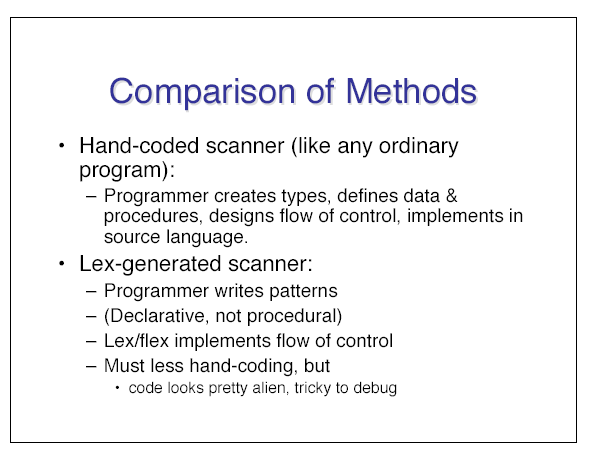 Comparison of Methods
• Hand-coded scanner (like any ordinary
program):
– Programmer creates types, defines data &
procedures, designs flow of control, implements in
source language.
• Lex-generated scanner:
– Programmer writes patterns
– (Declarative, not procedural)
– Lex/flex implements flow of control
– Must less hand-coding, but
• code looks pretty alien, tricky to debug